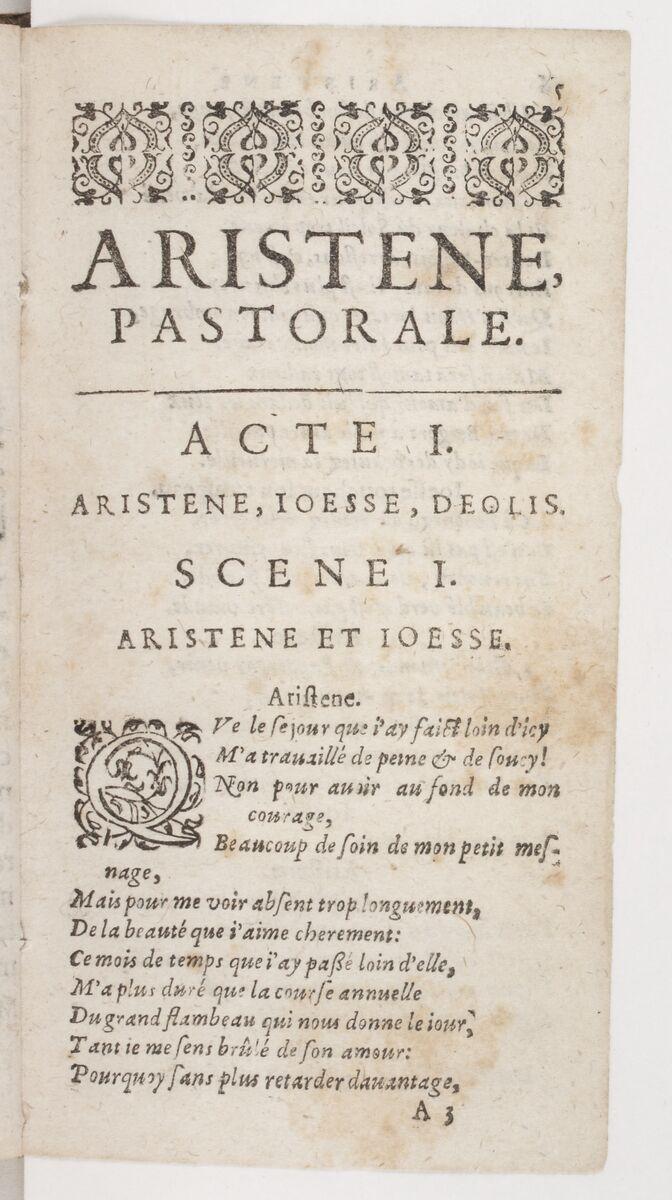 5
ARISTENE,
PASTORALE.
ACTE I.
ARISTENE, IOESSE, DEOLIS.
SCENE I.
ARISTENE ET IOESSE.
Ariſtene.
QVe le ſejour que i'ay faict loin d'icy
M'a trauaillé de peine & de ſoucy!
Non pour auoir au fond de mon
courage,
Beaucoup de ſoin de mon petit meſ-
nage,
Mais pour me voir abſent trop longuement,
De la beauté que i'aime cherement:
Ce mois de temps que i'ay paßé loin d'elle,
M'a plus duré que la courſe annuelle
Du grand flambeau qui nous donne le iour,
Tant ie me ſens brûlé de ſon amour:
Pourquoy ſans plus retarder dauantage,
A 3